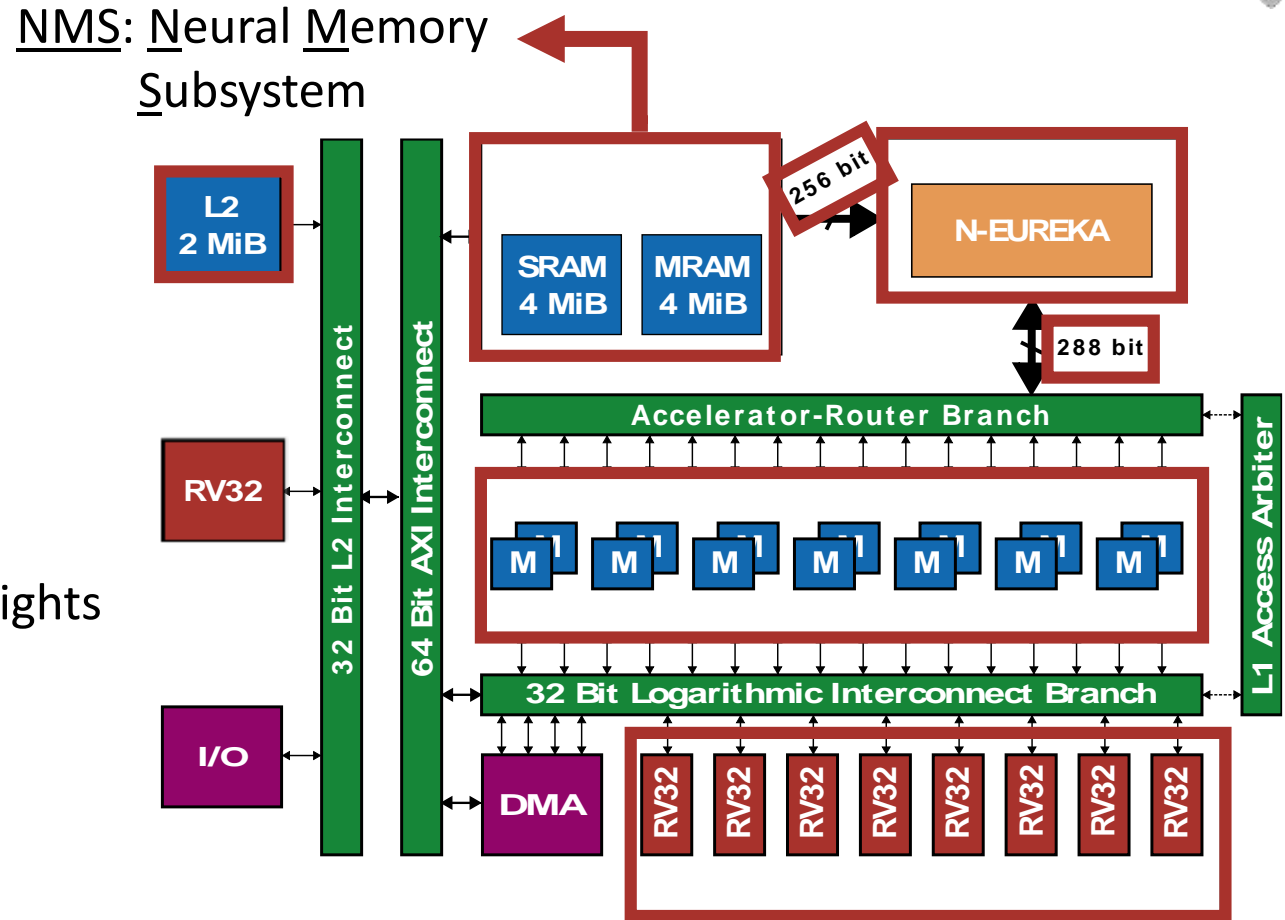 NMS: Neural Memory
Subsystem
L2
2 MiB
32 Bit L2 Interconnect
64 Bit AXI Interconnect
SRAM
4 MiB
MRAM
4 MiB
256 bit
N-EUREKA
288 bit
Accelerator-Router Branch
L1 Access Arbiter
RV32
M M
M M
M M
M M
M M
M M
M M
ights
32 Bit Logarithmic Interconnect Branch
I/O
DMA
RV32
RV32
RV32
RV32
RV32
RV32
RV32
RV32